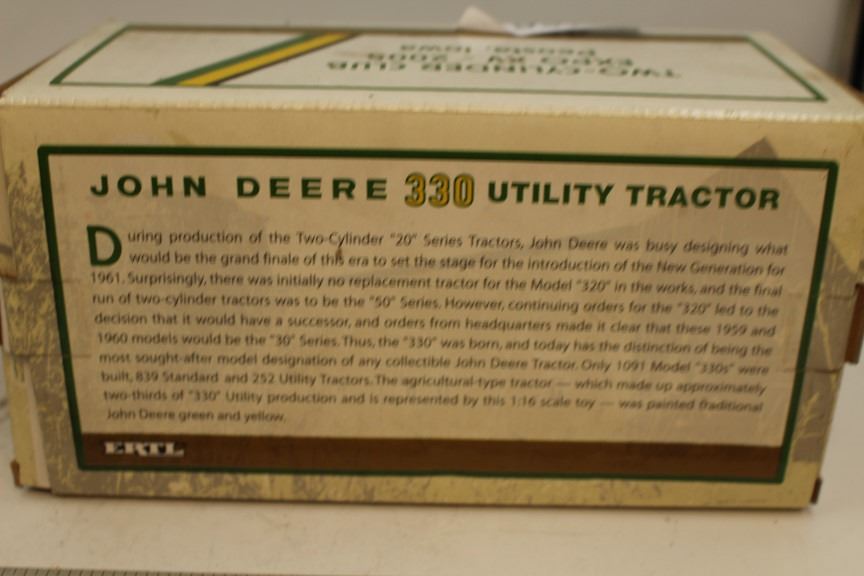 TWO-CYLINDER CLUB
EXPO XV - 2005
Peosta, Iowa
JOHN DEERE 330 UTILITY TRACTOR
During production of the Two-Cylinder "20" Series Tractors, John Deere was busy designing what
would be the grand finale of this era to set the stage for the introduction of the New Generation for
1961. Surprisingly, there was initially no replacement tractor for the Model "320" in the works, and the final
run of two-cylinder tractors was to be the "50" Series. However, continuing orders for the "320" led to the
decision that it would have a successor, and orders from headquarters made it clear that these 1959 and
1960 models would be the "30" Series. Thus, the "330" was born, and today has the distinction of being the
most sought-after model designation of any collectible John Deere Tractor. Only 1091 Model "330s" were
built, 839 Standard and 252 Utility Tractors. The agricultural-type tractor — which made up approximately
two-thirds of "330" Utility production and is represented by this 1:16 scale toy — was painted traditional
John Deere green and yellow.
ERTL